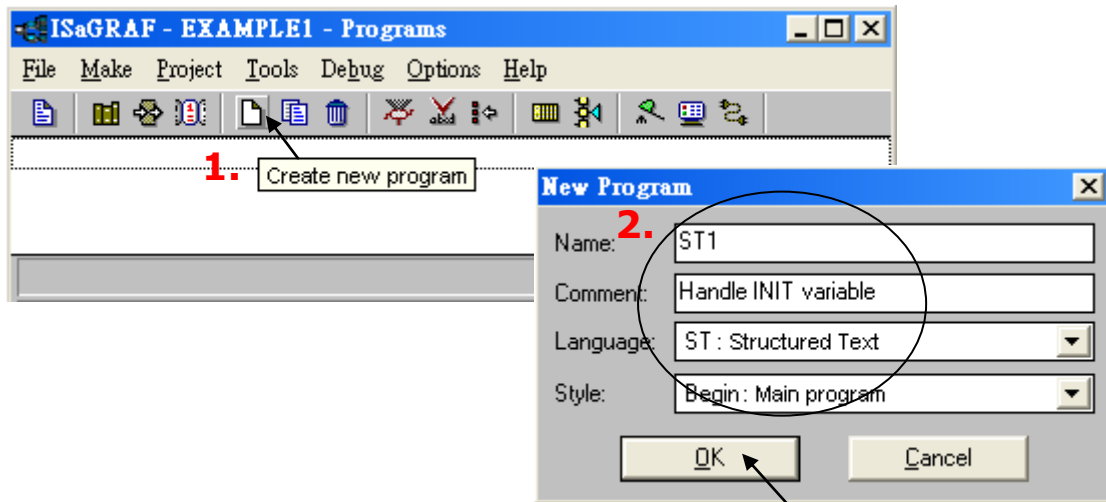 ISaGRAF - EXAMPLE1 - Programs
File Make Project Tools Debug Options Help
1.
Create new program
New Program
2.
Name: ST1
Comment: Handle INIT variable
Language: ST : Structured Text
Style: Begin : Main program
OK Cancel